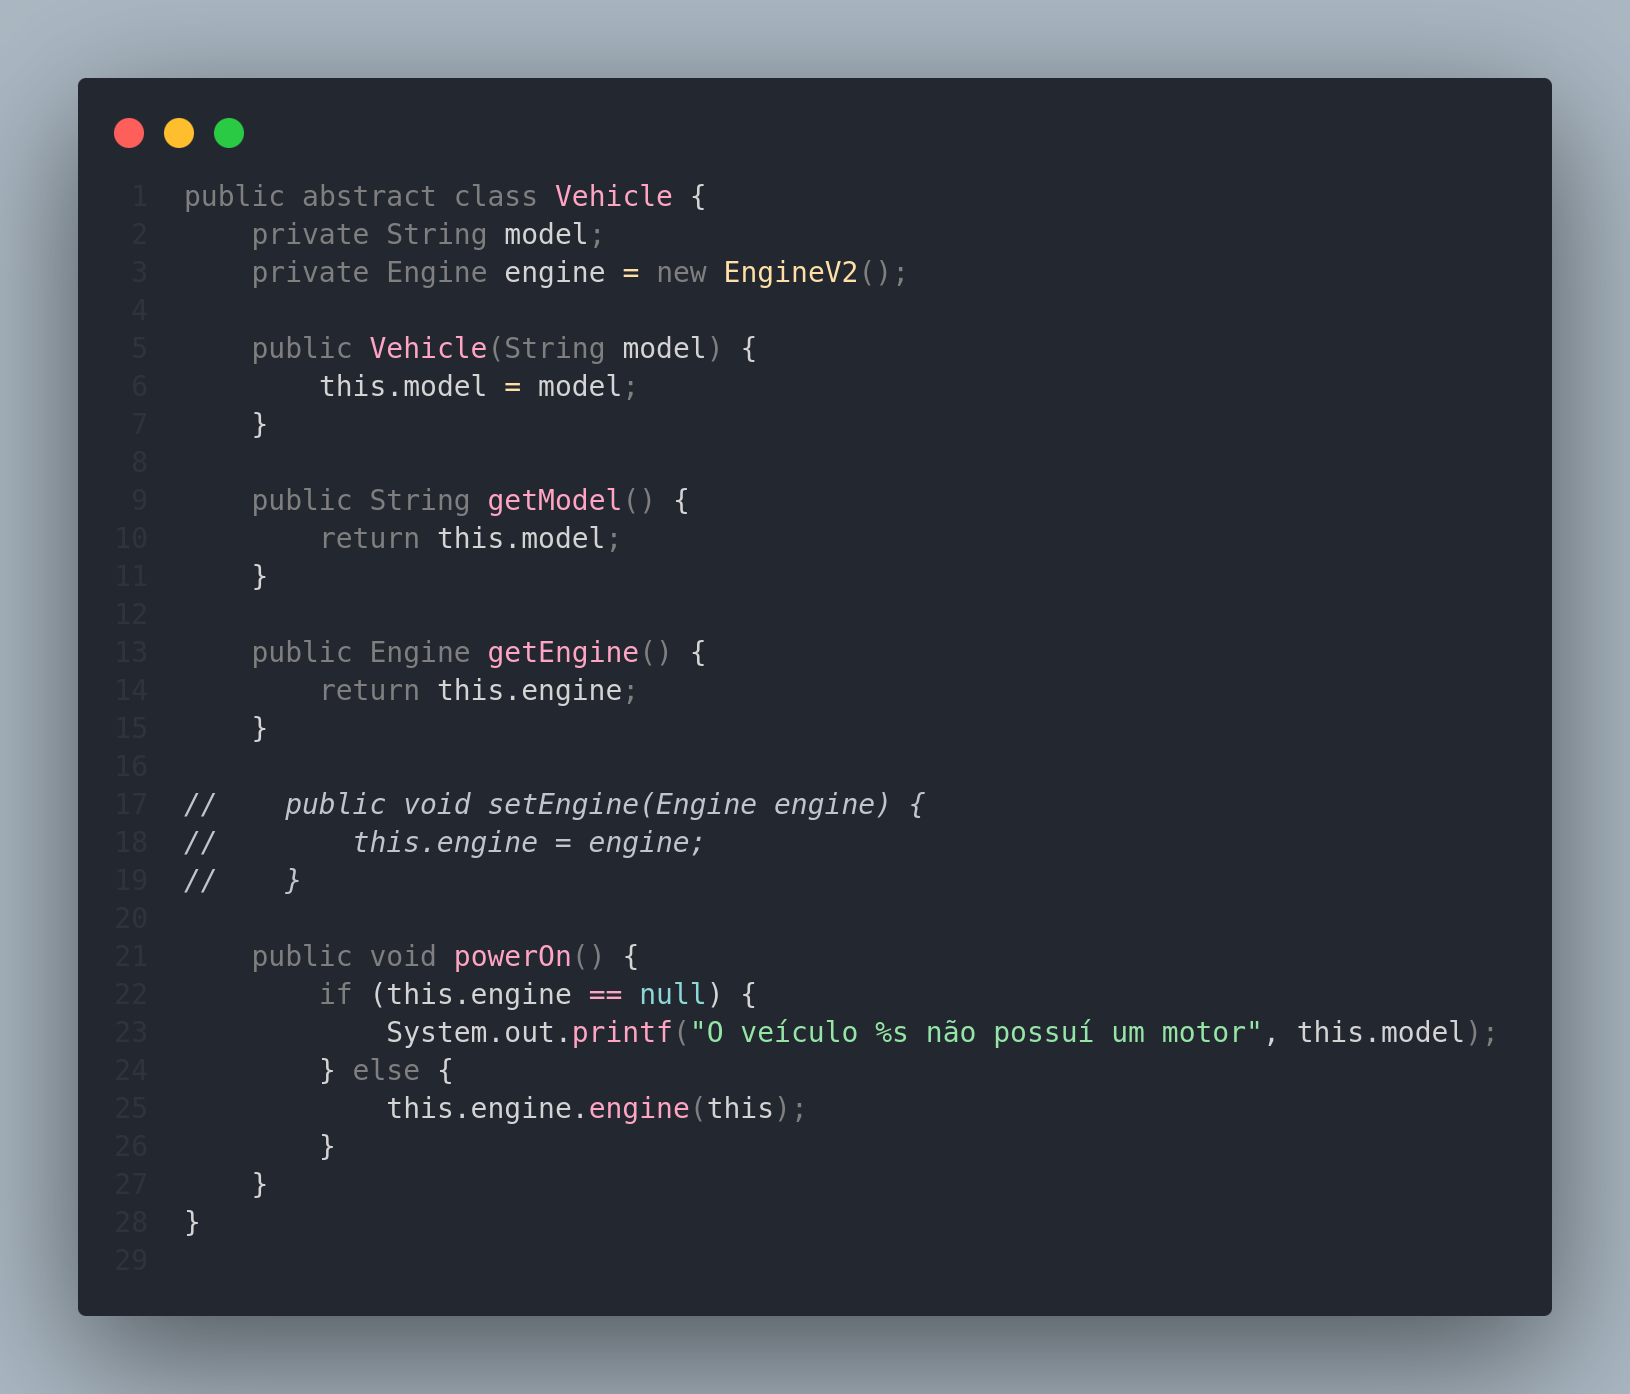 1 public abstract class Vehicle {
2     private String model;
3     private Engine engine = new EngineV2();
4
5     public Vehicle(String model) {
6         this.model = model;
7     }
8
9     public String getModel() {
10         return this.model;
11     }
12
13     public Engine getEngine() {
14         return this.engine;
15     }
16
17 //    public void setEngine(Engine engine) {
18 //        this.engine = engine;
19 //    }
20
21     public void powerOn() {
22         if (this.engine == null) {
23             System.out.printf("O veículo %s não possuí um motor", this.model);
24         } else {
25             this.engine.engine(this);
26         }
27     }
28 }
29